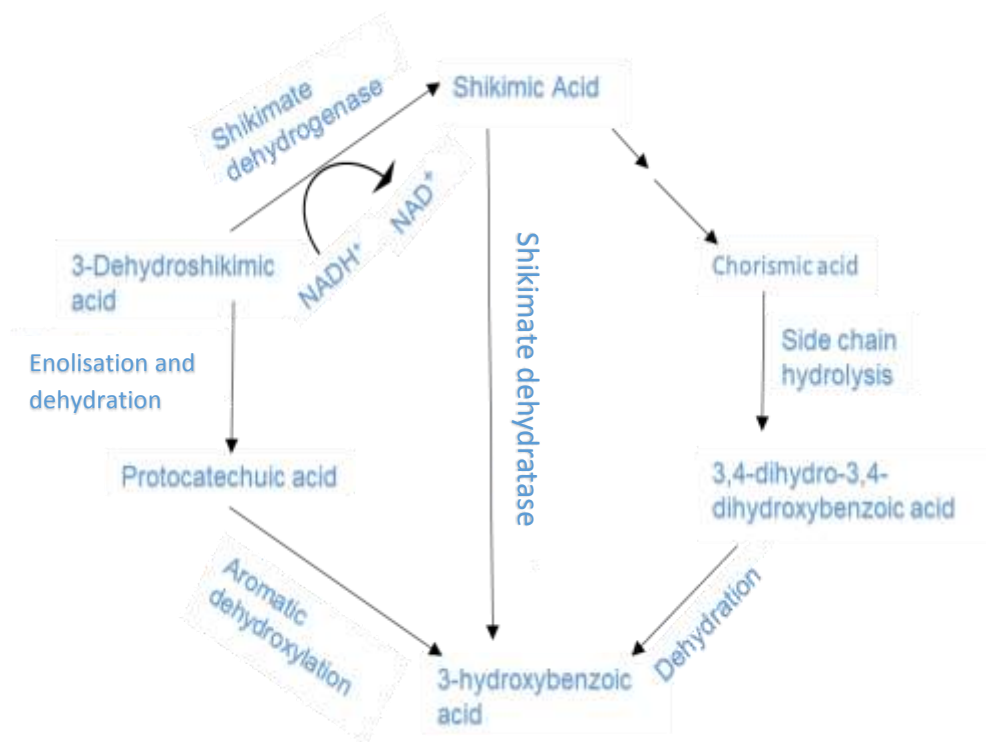 Shikimic Acid
Shikimate
dehydrogenase
NADH⁺
NAD⁺
3-Dehydroshikimic
acid
Chorismic acid
Enolisation and
dehydration
Shikimate dehydratase
Side chain
hydrolysis
Protocatechuic acid
3,4-dihydro-3,4-
dihydroxybenzoic acid
Aromatic
dehydroxylation
Dehydration
3-hydroxybenzoic
acid